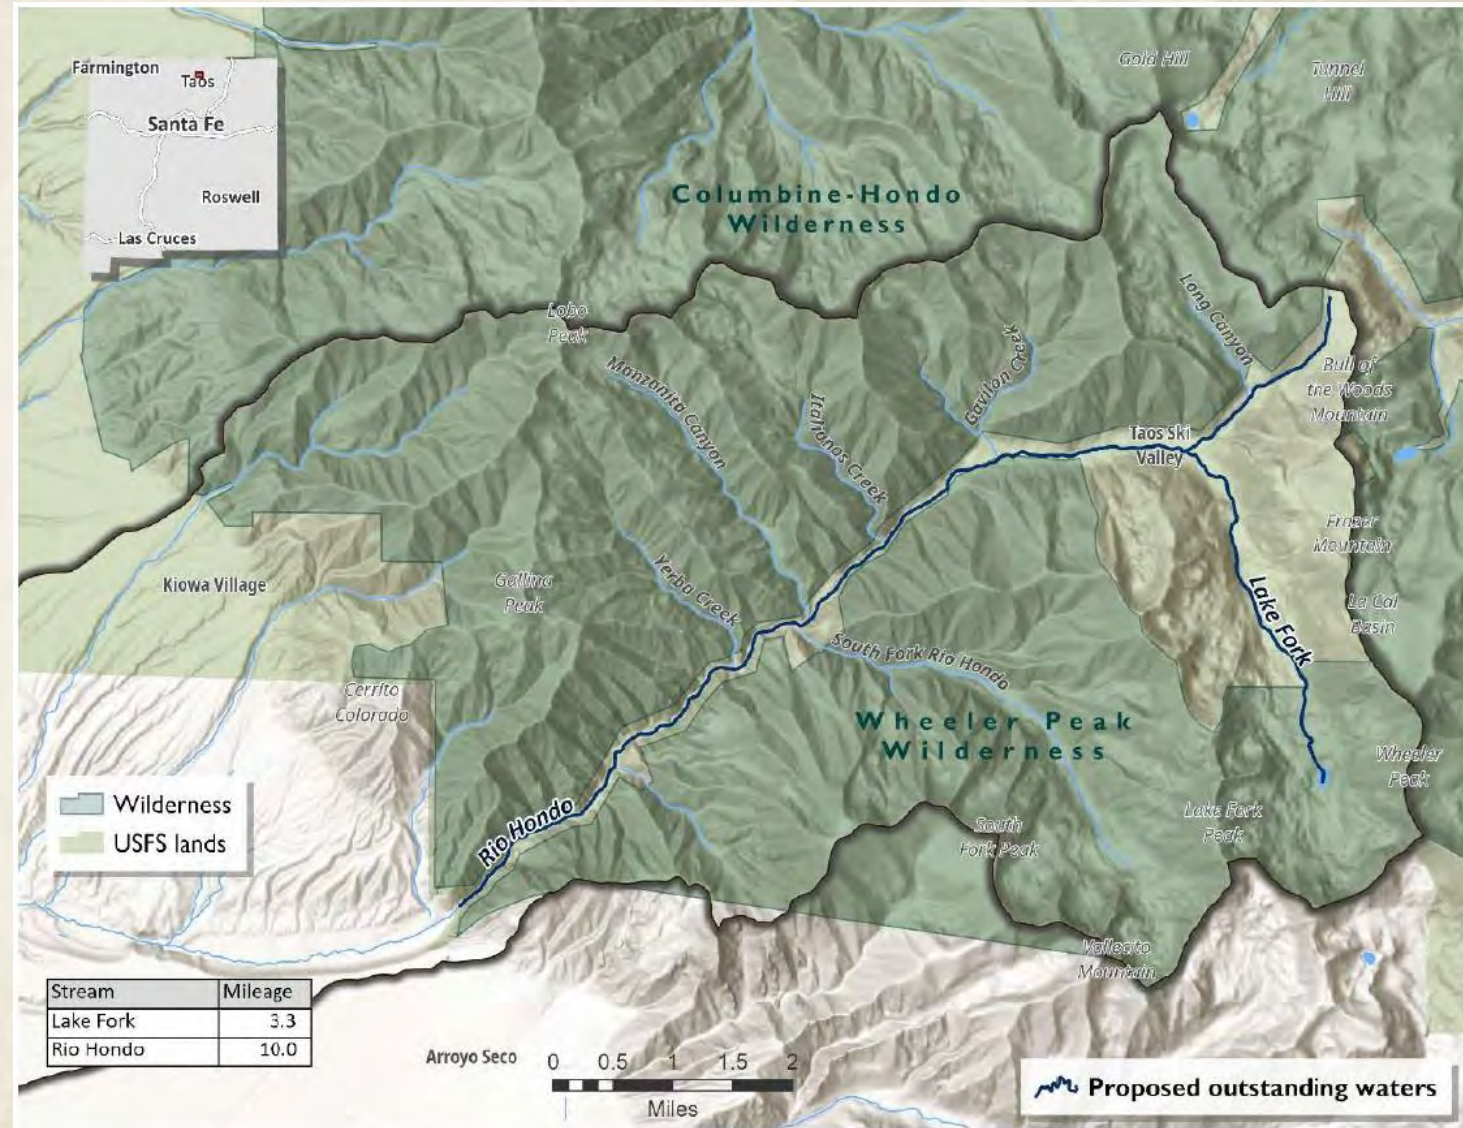 Farmington
Taos
Santa Fe
Roswell
Las Cruces
Gold Hill
Tunnel
Hill
Columbine-Hondo
Wilderness
Lobo
Peak
Long Canyon
Gavilon Creek
Manzanita Canyon
Italionos Creek
Bull of
the Woods
Mountain
Taos Ski
Valley
Frazer
Mountain
Kiowa Village
Gallina
Peak
Yerba Creek
La Cal
Basin
Lake Fork
South Fork Rio Hondo
Cerrito
Colorado
Wheeler Peak
Wilderness
Wheeler
Peak
Wilderness
USFS lands
Rio Hondo
Lake Fork
Peak
South
Fork Peak
Vallecito
Mountain
Stream Mileage
Lake Fork 3.3
Rio Hondo 10.0
Arroyo Seco
0 0.5 1 1.5 2
Miles
Proposed outstanding waters